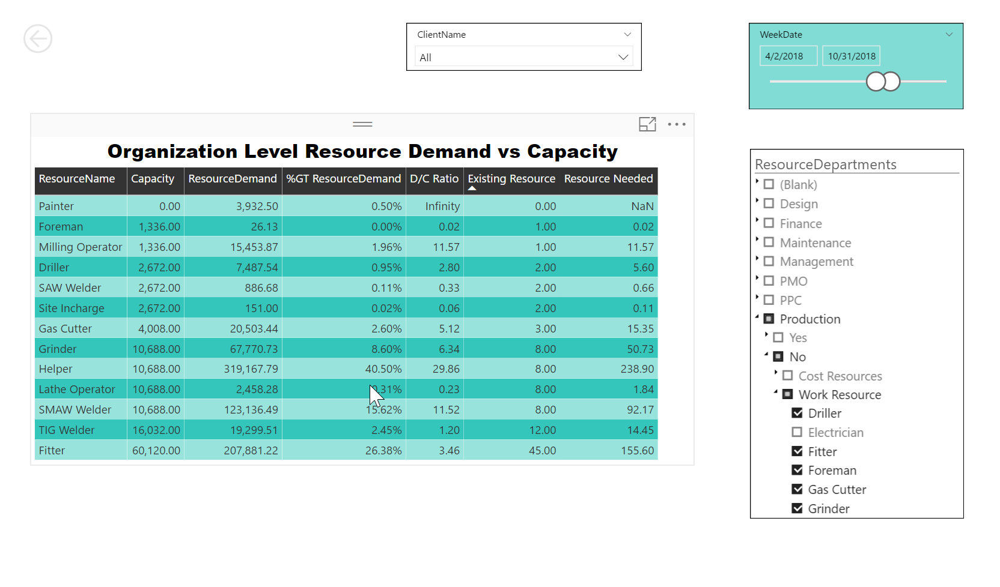 ClientName
All
WeekDate
4/2/2018 10/31/2018
Organization Level Resource Demand vs Capacity
ResourceName Capacity ResourceDemand %GT ResourceDemand D/C Ratio Existing Resource Resource Needed
Painter 0.00 3,932.50 0.50% Infinity 0.00 NaN
Foreman 1,336.00 26.13 0.00% 0.02 1.00 0.02
Milling Operator 1,336.00 15,453.87 1.96% 11.57 1.00 11.57
Driller 2,672.00 7,487.54 0.95% 2.80 2.00 5.60
SAW Welder 2,672.00 886.68 0.11% 0.33 2.00 0.66
Site Incharge 2,672.00 151.00 0.02% 0.06 2.00 0.11
Gas Cutter 4,008.00 20,503.44 2.60% 5.12 3.00 15.35
Grinder 10,688.00 67,770.73 8.60% 6.34 8.00 50.73
Helper 10,688.00 319,167.79 40.50% 29.86 8.00 238.90
Lathe Operator 10,688.00 2,458.28 0.31% 0.23 8.00 1.84
SMAW Welder 10,688.00 123,136.49 15.62% 11.52 8.00 92.17
TIG Welder 16,032.00 19,299.51 2.45% 1.20 12.00 14.45
Fitter 60,120.00 207,881.22 26.38% 3.46 45.00 155.60
ResourceDepartments
(Blank)
Design
Finance
Maintenance
Management
PMO
PPC
Production
Yes
No
Cost Resources
Work Resource
Driller
Electrician
Fitter
Foreman
Gas Cutter
Grinder